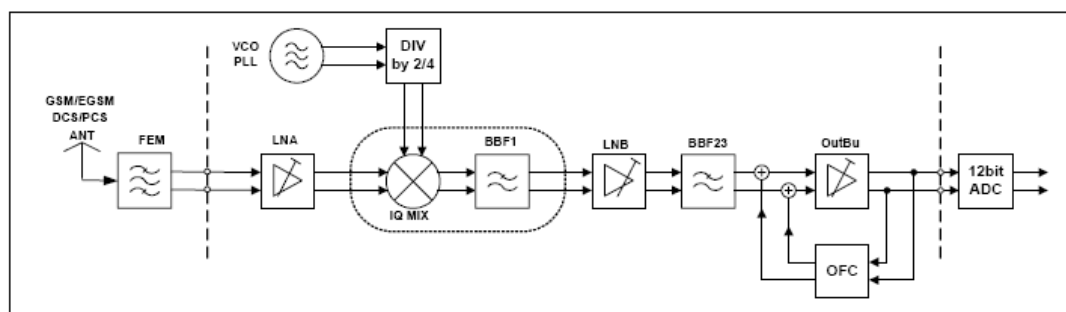 VCO
PLL
DIV
by 2/4
GSM/EGSM
DCS/PCS
ANT
FEM
LNA
IQ MIX
BBF1
LNB
BBF23
OutBu
12bit
ADC
OFC